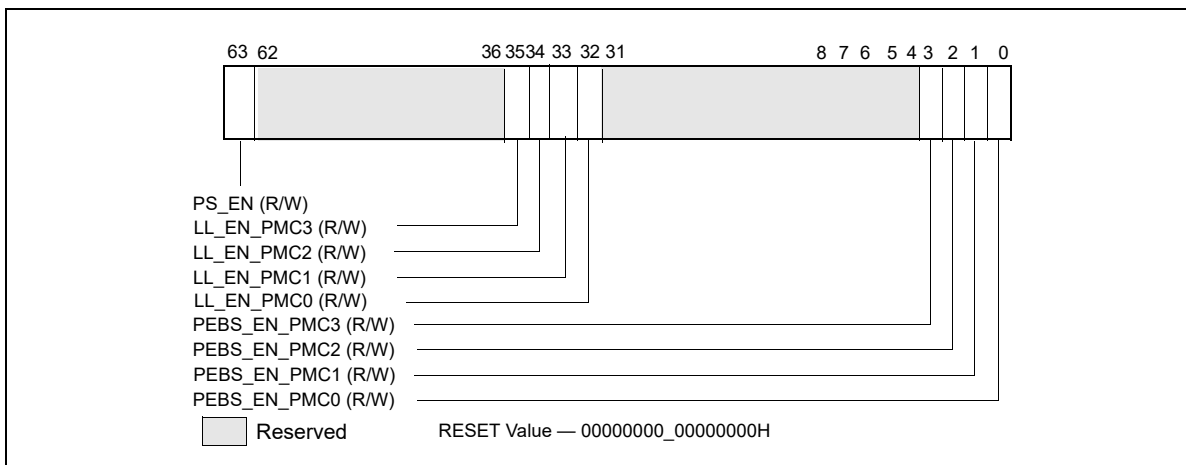 63 62 36 35 34 33 32 31 8 7 6 5 4 3 2 1 0
PS_EN (R/W)
LL_EN_PMC3 (R/W)
LL_EN_PMC2 (R/W)
LL_EN_PMC1 (R/W)
LL_EN_PMC0 (R/W)
PEBS_EN_PMC3 (R/W)
PEBS_EN_PMC2 (R/W)
PEBS_EN_PMC1 (R/W)
PEBS_EN_PMC0 (R/W)
Reserved RESET Value — 00000000_00000000H